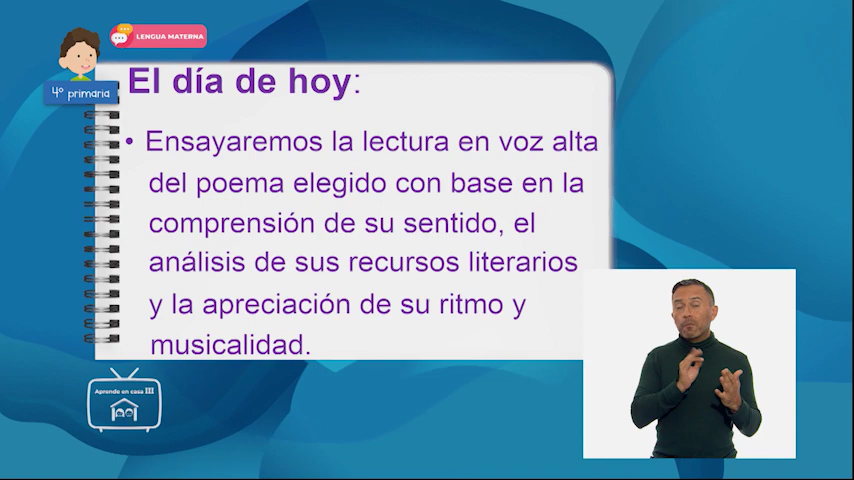 LENGUA MATERNA
4º primaria
El día de hoy:
• Ensayaremos la lectura en voz alta
del poema elegido con base en la
comprensión de su sentido, el
análisis de sus recursos literarios
y la apreciación de su ritmo y
musicalidad.
Aprende en casa III